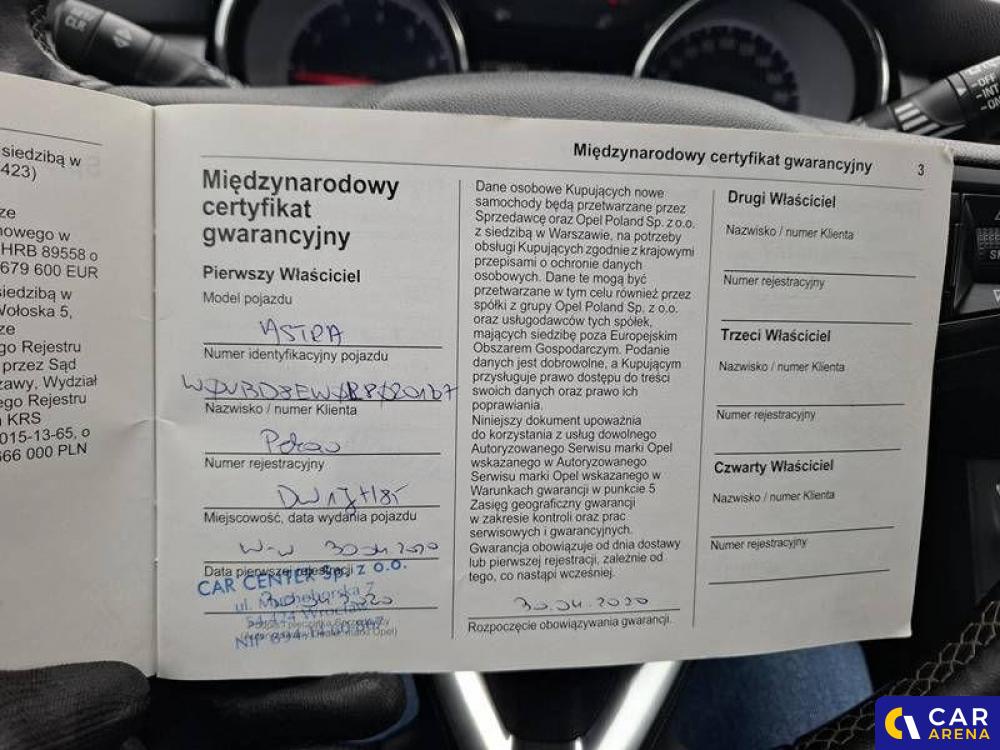 siedzibą w
423)
ze
nowego w
HRB 89558 o
679 600 EUR
siedzibą w
Wołoska 5,
ze
go Rejestru
przez Sąd
zawy, Wydział
ego Rejestru
KRS
015-13-65, o
666 000 PLN
Międzynarodowy certyfikat gwarancyjny 3
Międzynarodowy
certyfikat
gwarancyjny
Pierwszy Właściciel
Model pojazdu
ASTRA
Numer identyfikacyjny pojazdu
Nazwisko / numer Klienta
Numer rejestracyjny
Miejscowość, data wydania pojazdu
W-w 30.04.2020
Data pierwszej rejestracji
CAR CENTER Sp. z o.o.
30.04.2020
Dane osobowe Kupujących nowe
samochody będą przetwarzane przez
Sprzedawcę oraz Opel Poland Sp. z o.o.
z siedzibą w Warszawie, na potrzeby
obsługi Kupujących zgodnie z krajowymi
przepisami o ochronie danych
osobowych. Dane te mogą być
przetwarzane w tym celu również przez
spółki z grupy Opel Poland Sp. z o.o.
oraz usługodawców tych spółek,
mających siedzibę poza Europejskim
Obszarem Gospodarczym. Podanie
danych jest dobrowolne, a Kupującym
przysługuje prawo dostępu do treści
swoich danych oraz prawo ich
poprawiania.
Niniejszy dokument upoważnia
do korzystania z usług dowolnego
Autoryzowanego Serwisu marki Opel
wskazanego w Autoryzowanego
Serwisu marki Opel wskazanego w
Warunkach gwarancji w punkcie 5
Zasięg geograficzny gwarancji
w zakresie kontroli oraz prac
serwisowych i gwarancyjnych.
Gwarancja obowiązuje od dnia dostawy
lub pierwszej rejestracji, zależnie od
tego, co nastąpi wcześniej.
30.04.2020
Rozpoczęcie obowiązywania gwarancji.
Drugi Właściciel
Nazwisko / numer Klienta
Numer rejestracyjny
Trzeci Właściciel
Nazwisko / numer Klienta
Numer rejestracyjny
Czwarty Właściciel
Nazwisko / numer Klienta
Numer rejestracyjny
CLR
OFF
INT
CAR
ARENA